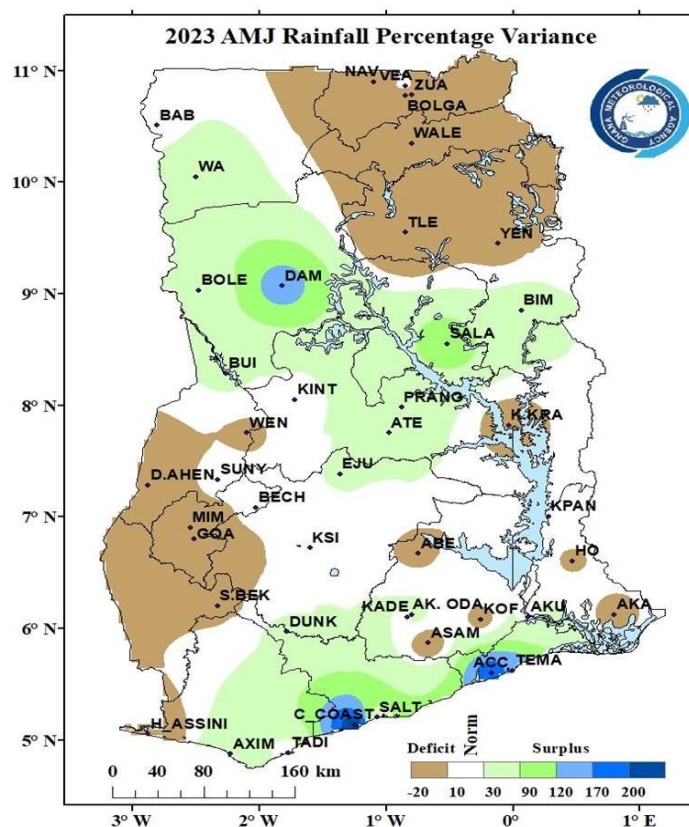 2023 AMJ Rainfall Percentage Variance
11° N
NAV VEA
ZUA
BOLGA
GHANA METEOROLOGICAL AGENCY
BAB
WALE
10° N
WA
TLE
YEN
9° N
BOLE
DAM
BIM
SALA
BUI
8° N
KINT
PRANG
K.KRA
WEN
ATE
D.AHEN
SUNY
EJU
BECH
7° N
MIM
GOA
KSI
KPAN
ABE
HO
S.BEK
6° N
DUNK
KADE
AK. ODA
KOF
AKU
AKA
ASAM
ACC
TEMA
C_COAST
SALT
5° N
H_ASSINI
AXIM
TADI
Deficit Norm Surplus
0 40 80 160 km
-20 10 30 90 120 170 200
3° W 2° W 1° W 0° 1° E